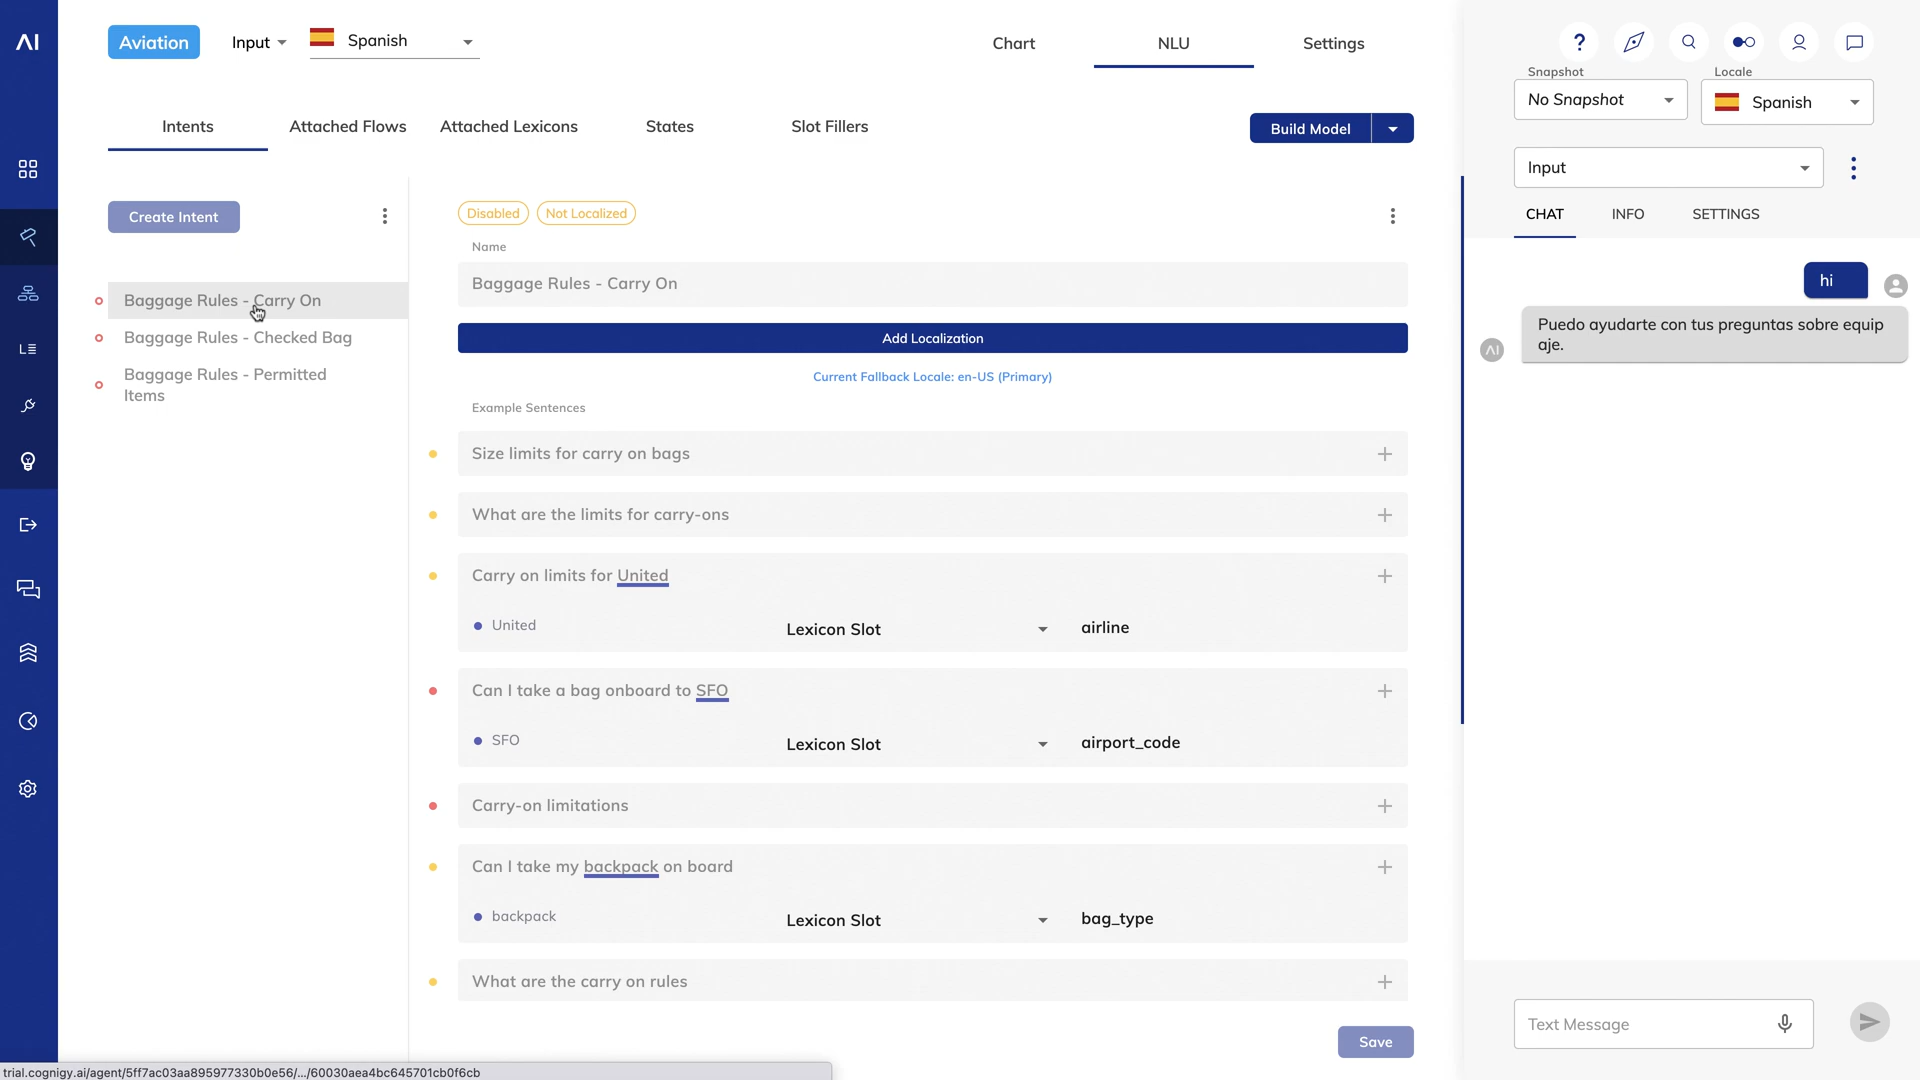 Aviation
Input
Spanish
Chart
NLU
Settings
Intents
Attached Flows
Attached Lexicons
States
Slot Fillers
Build Model
Create Intent
Baggage Rules - Carry On
Baggage Rules - Checked Bag
Baggage Rules - Permitted
Items
Disabled
Not Localized
Name
Baggage Rules - Carry On
Add Localization
Current Fallback Locale: en-US (Primary)
Example Sentences
Size limits for carry on bags
What are the limits for carry-ons
Carry on limits for United
United
Lexicon Slot
airline
Can I take a bag onboard to SFO
SFO
Lexicon Slot
airport_code
Carry-on limitations
Can I take my backpack on board
backpack
Lexicon Slot
bag_type
What are the carry on rules
Save
trial.cognigy.ai/agent/5ff7ac03aa895977330b0e56/.../60030aea4bc645701cb0f6cb
?
Snapshot
No Snapshot
Locale
Spanish
Input
CHAT
INFO
SETTINGS
hi
AI
Puedo ayudarte con tus preguntas sobre equip
aje.
Text Message